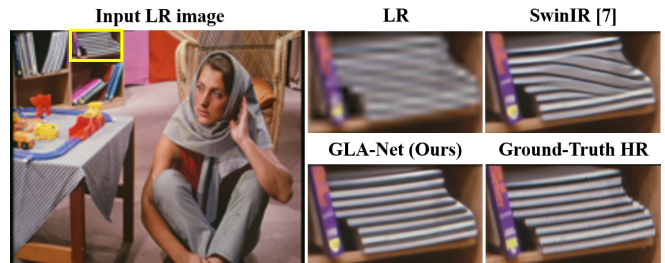 Input LR image
LR
SwinIR [7]
GLA-Net (Ours)
Ground-Truth HR